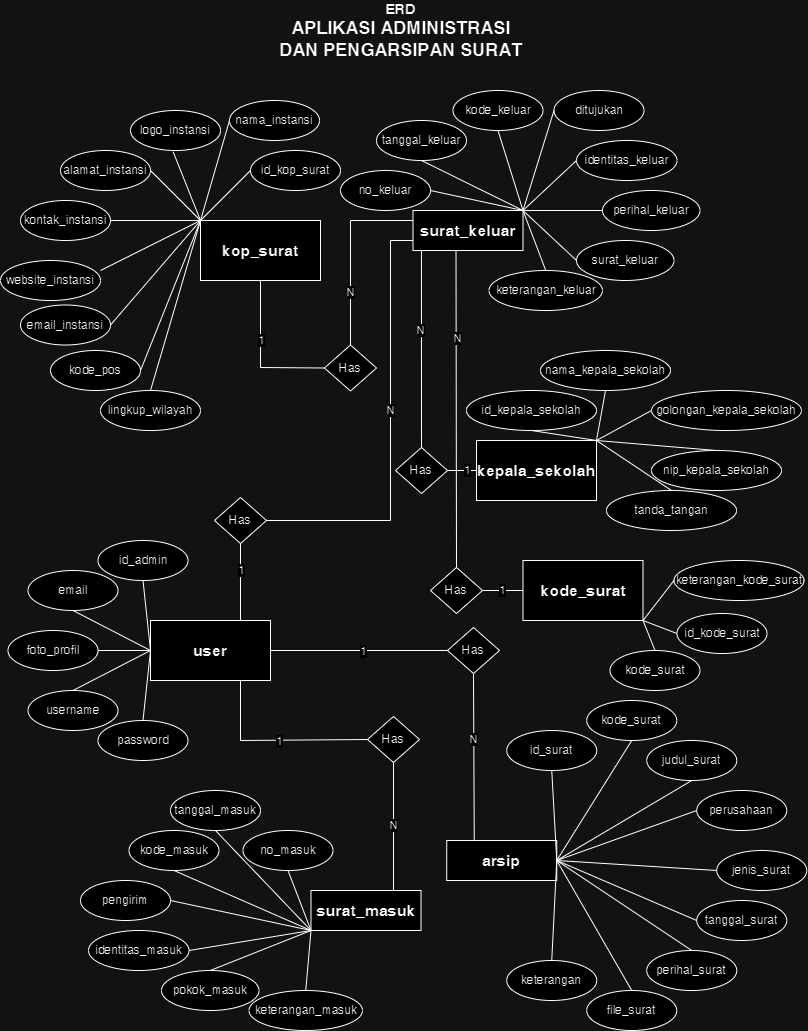 ERD
APLIKASI ADMINISTRASI
DAN PENGARSIPAN SURAT
logo_instansi
nama_instansi
alamat_instansi
id_kop_surat
kontak_instansi
website_instansi
email_instansi
kode_pos
lingkup_wilayah
kop_surat
1
Has
N
kode_keluar
ditujukan
tanggal_keluar
identitas_keluar
no_keluar
perihal_keluar
surat_keluar
surat_keluar
keterangan_keluar
N
N
N
nama_kepala_sekolah
id_kepala_sekolah
golongan_kepala_sekolah
Has
1
kepala_sekolah
nip_kepala_sekolah
tanda_tangan
Has
1
id_admin
email
foto_profil
username
password
user
Has
1
kode_surat
keterangan_kode_surat
id_kode_surat
kode_surat
1
Has
N
1
Has
N
kode_surat
id_surat
judul_surat
perusahaan
arsip
jenis_surat
tanggal_surat
perihal_surat
keterangan
file_surat
tanggal_masuk
kode_masuk
no_masuk
pengirim
surat_masuk
identitas_masuk
pokok_masuk
keterangan_masuk